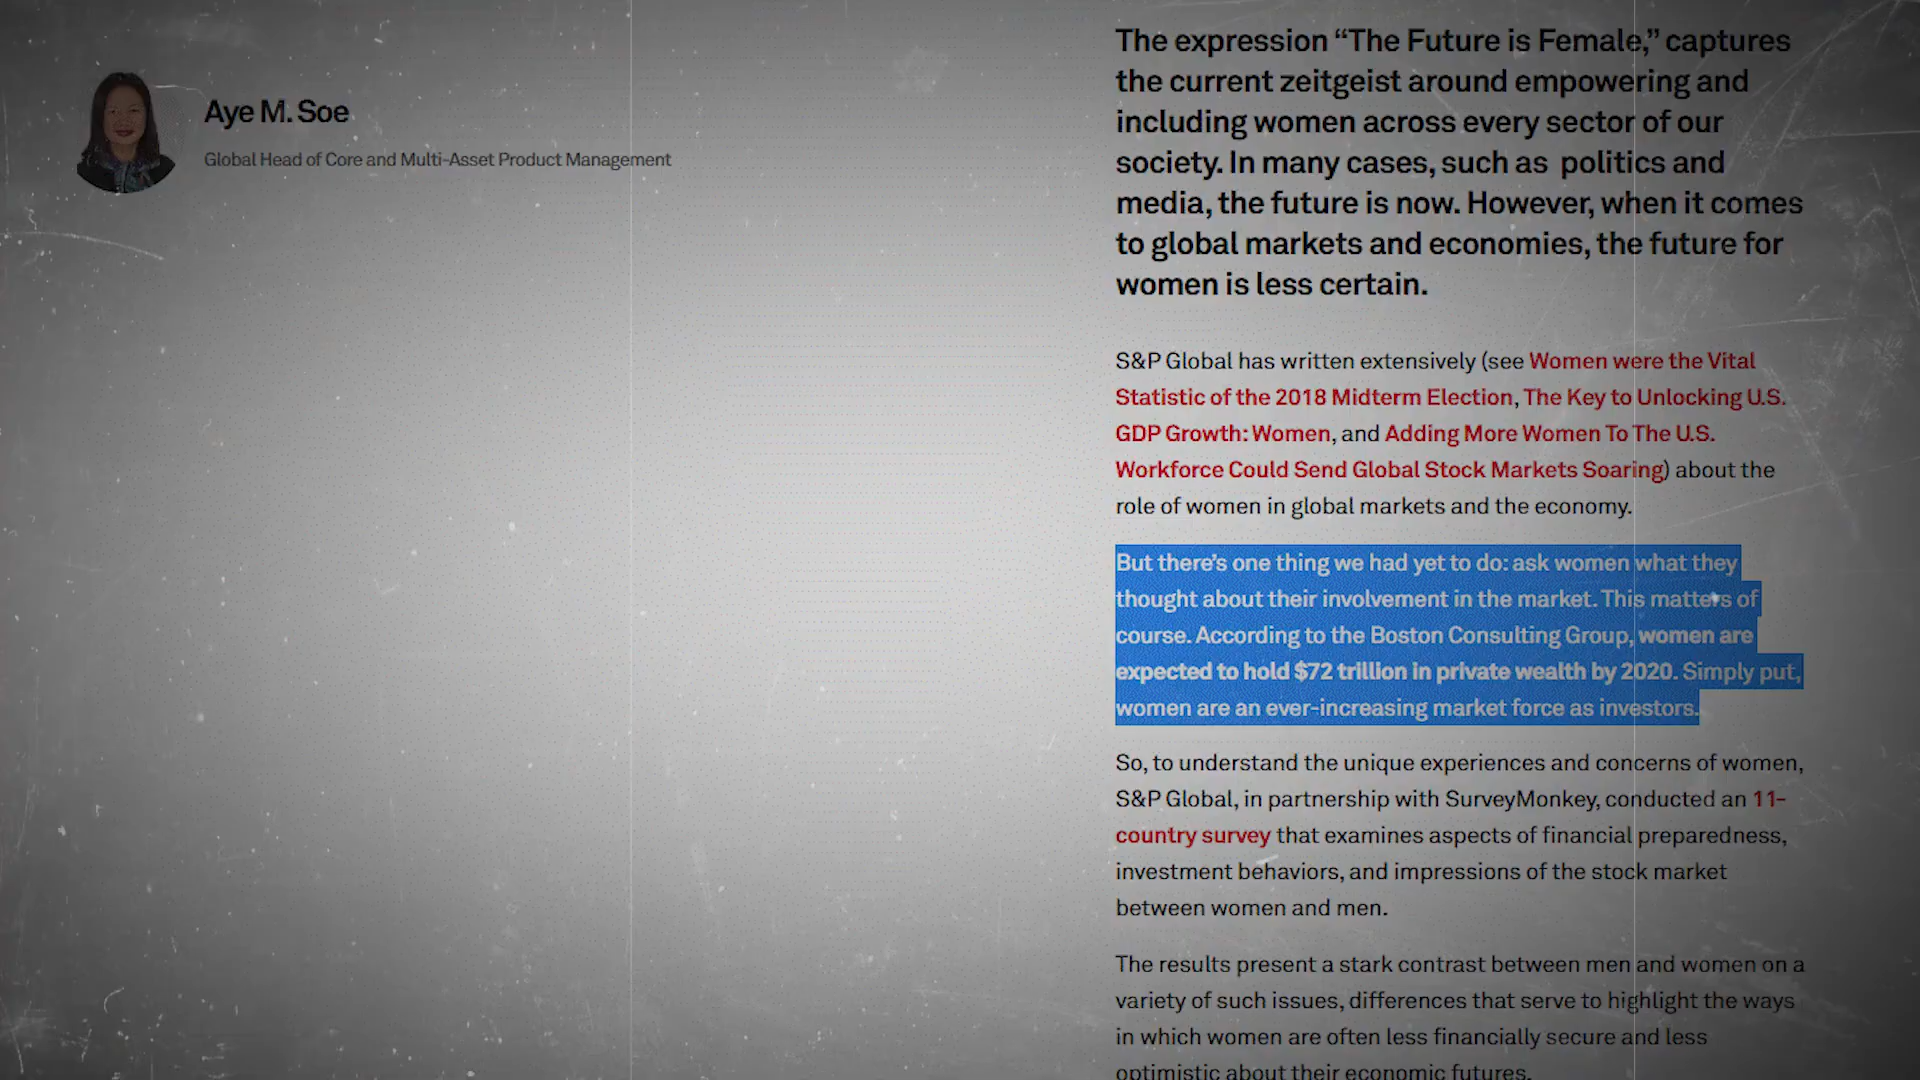 Aye M. Soe
Global Head of Core and Multi-Asset Product Management
The expression “The Future is Female,” captures
the current zeitgeist around empowering and
including women across every sector of our
society. In many cases, such as politics and
media, the future is now. However, when it comes
to global markets and economies, the future for
women is less certain.
S&P Global has written extensively (see Women were the Vital
Statistic of the 2018 Midterm Election, The Key to Unlocking U.S.
GDP Growth: Women, and Adding More Women To The U.S.
Workforce Could Send Global Stock Markets Soaring) about the
role of women in global markets and the economy.
But there’s one thing we had yet to do: ask women what they
thought about their involvement in the market. This matters of
course. According to the Boston Consulting Group, women are
expected to hold $72 trillion in private wealth by 2020. Simply put,
women are an ever-increasing market force as investors.
So, to understand the unique experiences and concerns of women,
S&P Global, in partnership with SurveyMonkey, conducted an 11-
country survey that examines aspects of financial preparedness,
investment behaviors, and impressions of the stock market
between women and men.
The results present a stark contrast between men and women on a
variety of such issues, differences that serve to highlight the ways
in which women are often less financially secure and less
optimistic about their economic futures.